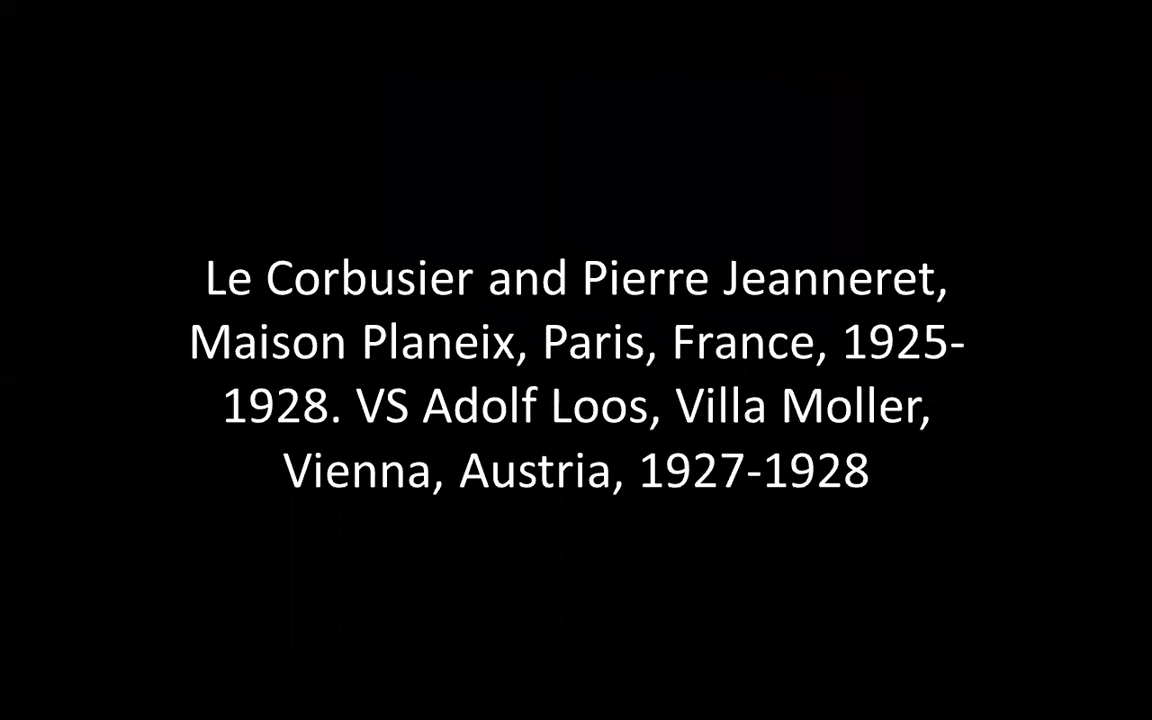 Le Corbusier and Pierre Jeanneret,
Maison Planeix, Paris, France, 1925-
1928. VS Adolf Loos, Villa Moller,
Vienna, Austria, 1927-1928